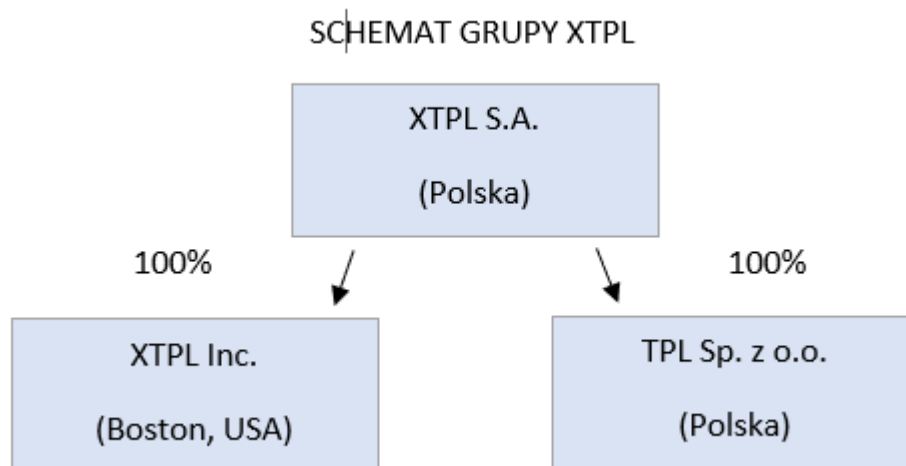 SCHEMAT GRUPY XTPL
XTPL S.A.
(Polska)
100%
100%
XTPL Inc.
(Boston, USA)
TPL Sp. z o.o.
(Polska)